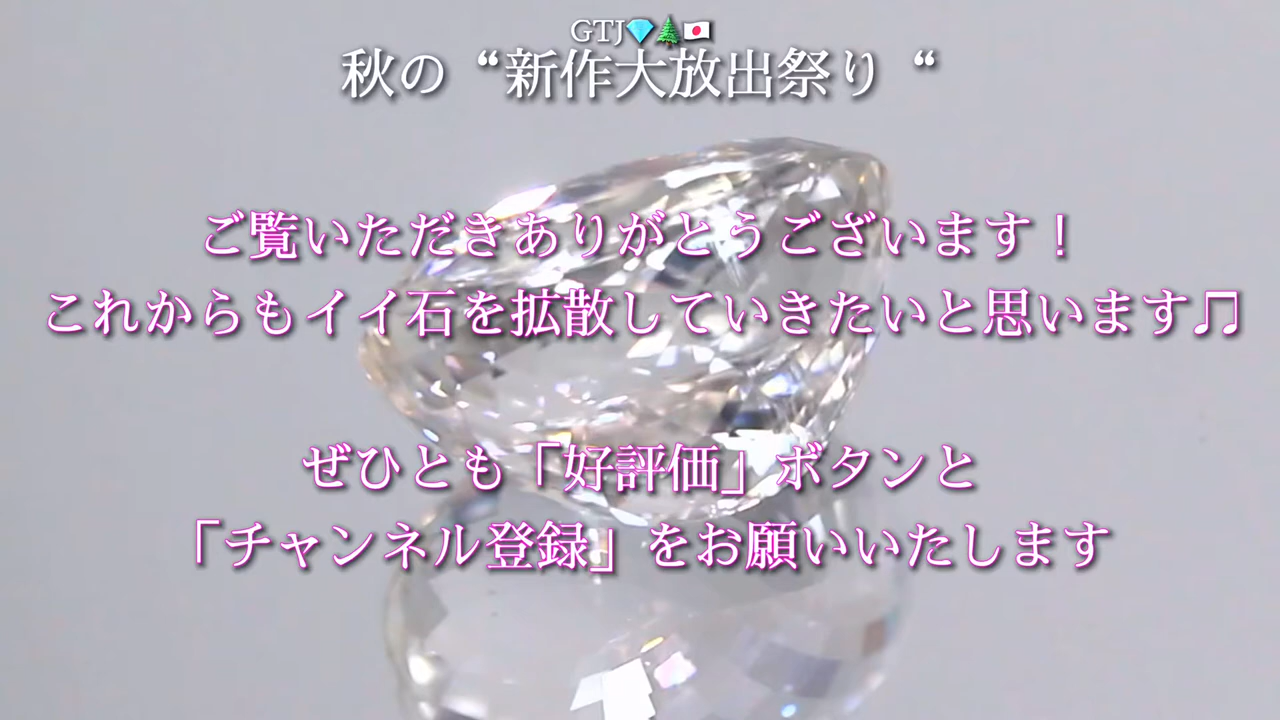 GTJ💎🌲🇯🇵
秋の“新作大放出祭り“
ご覧いただきありがとうございます！
これからもイイ石を拡散していきたいと思います♫
ぜひとも「好評価」ボタンと
「チャンネル登録」をお願いいたします